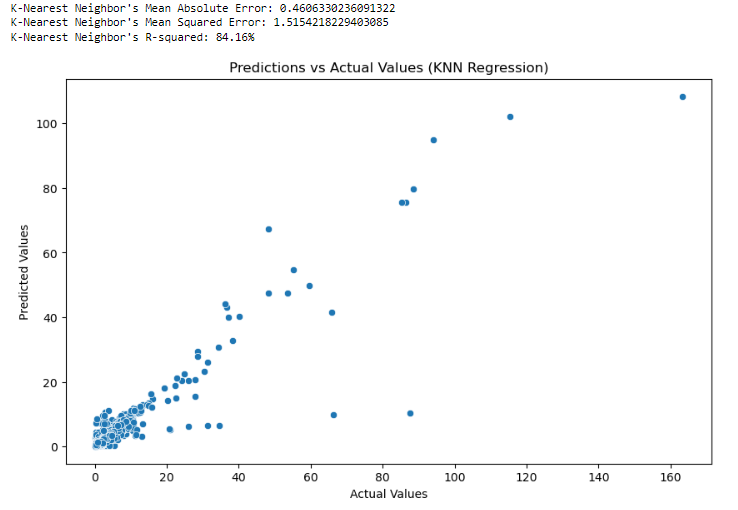 K-Nearest Neighbor's Mean Absolute Error: 0.4606330236091322
K-Nearest Neighbor's Mean Squared Error: 1.5154218229403085
K-Nearest Neighbor's R-squared: 84.16%
Predictions vs Actual Values (KNN Regression)
Predicted Values
100
80
60
40
20
0
0 20 40 60 80 100 120 140 160
Actual Values